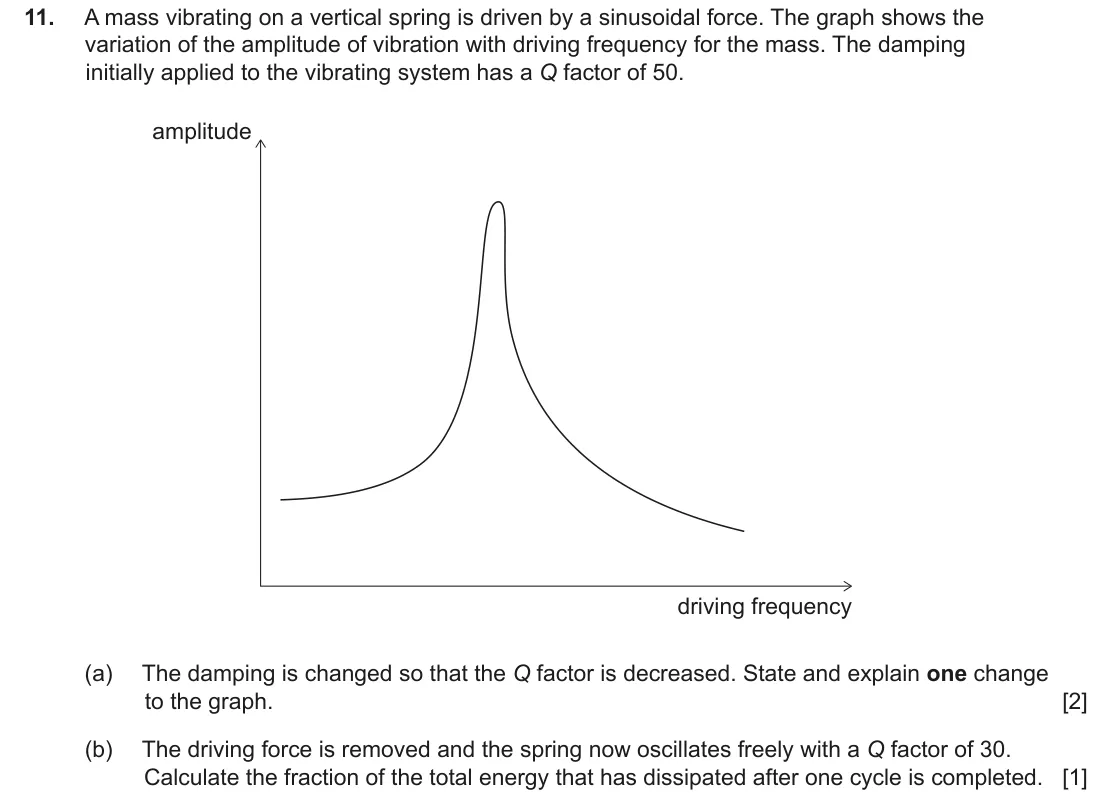 11. A mass vibrating on a vertical spring is driven by a sinusoidal force. The graph shows the
variation of the amplitude of vibration with driving frequency for the mass. The damping
initially applied to the vibrating system has a Q factor of 50.
amplitude
driving frequency
(a) The damping is changed so that the Q factor is decreased. State and explain one change
to the graph. [2]
(b) The driving force is removed and the spring now oscillates freely with a Q factor of 30.
Calculate the fraction of the total energy that has dissipated after one cycle is completed. [1]